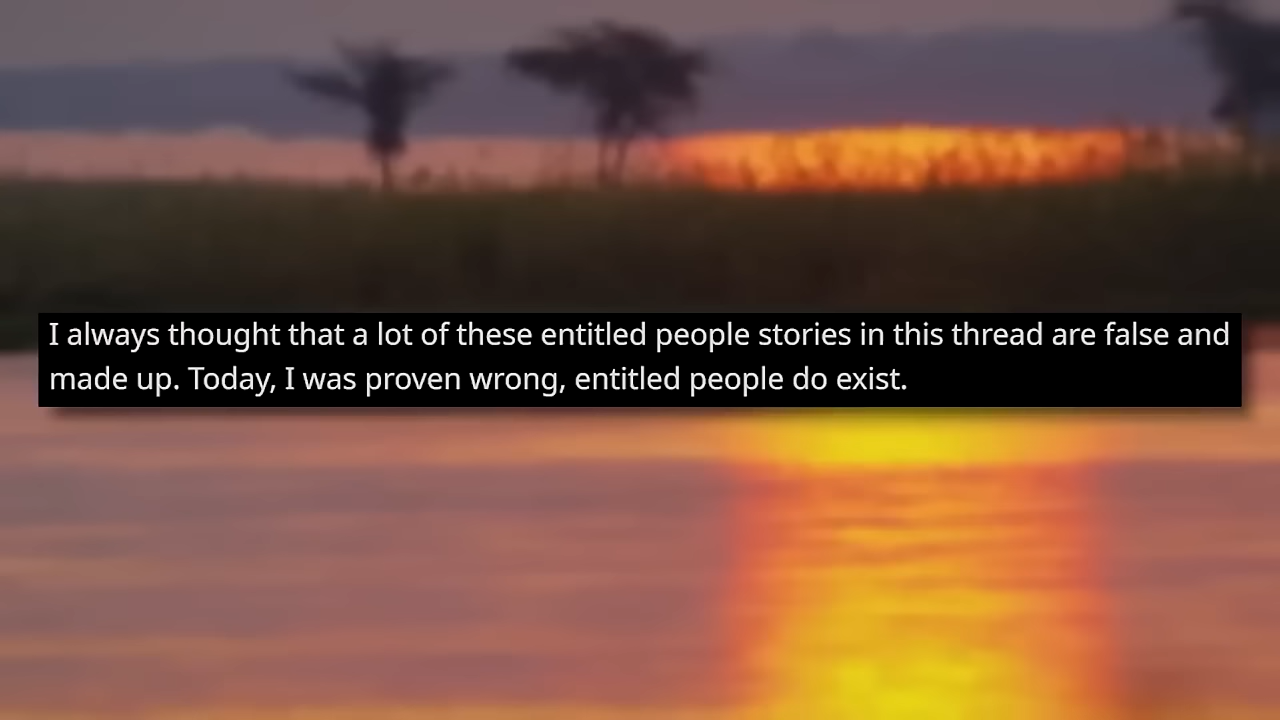 I always thought that a lot of these entitled people stories in this thread are false and
made up. Today, I was proven wrong, entitled people do exist.